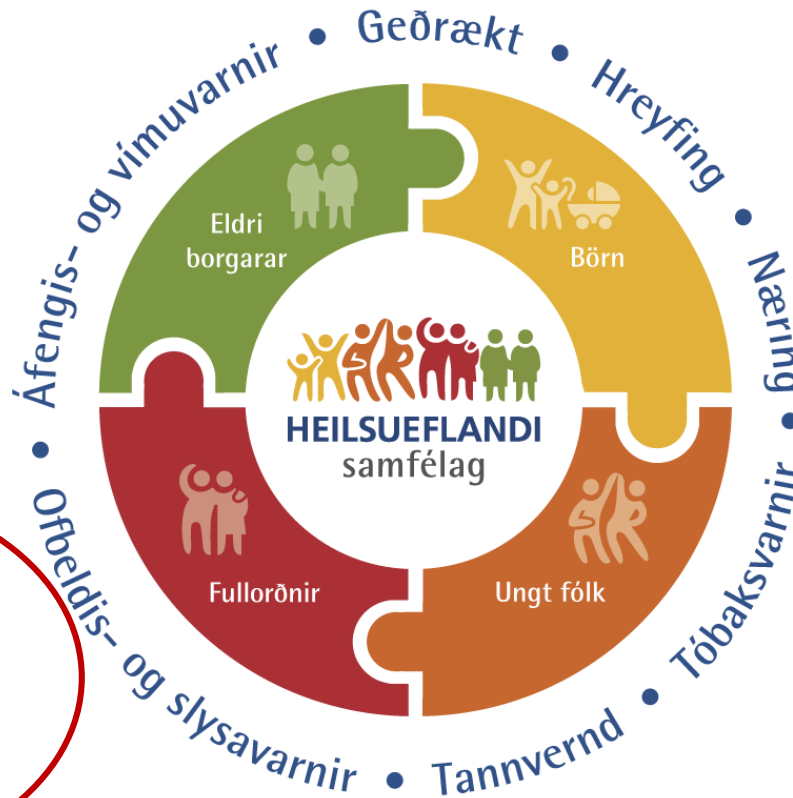 Geðrækt • Hreyfing • Næring • Tóbaksvarnir • Tannvernd • Ofbeldis- og slysavarnir • Áfengis- og vímuvarnir •
Eldri
borgarar
Börn
HEILSUEFLANDI
samfélag
Fullorðnir
Ungt fólk